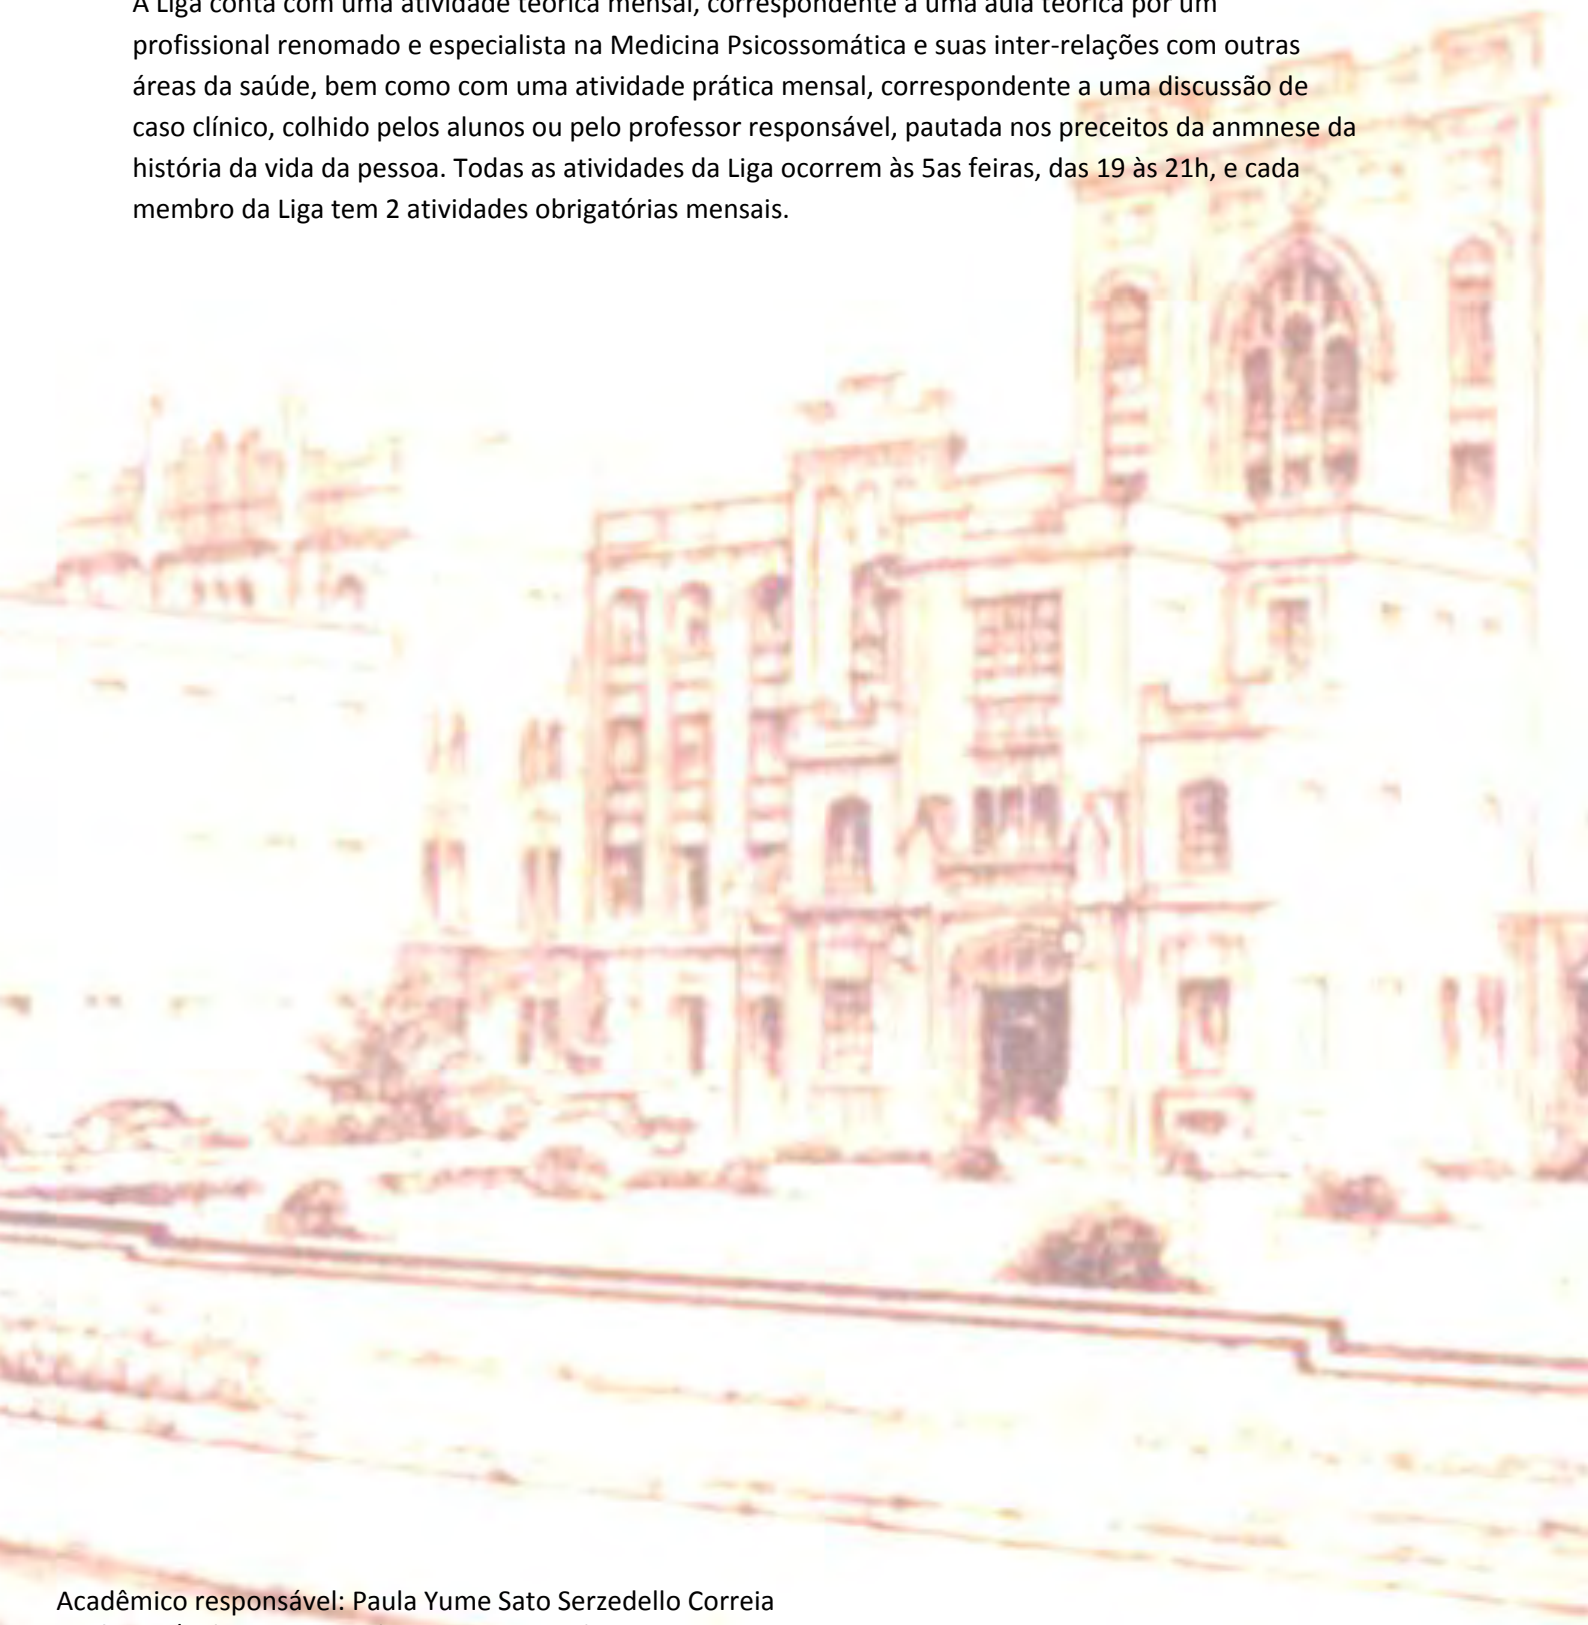 A Liga conta com uma atividade teórica mensal, correspondente a uma aula teórica por um
profissional renomado e especialista na Medicina Psicossomática e suas inter-relações com outras
áreas da saúde, bem como com uma atividade prática mensal, correspondente a uma discussão de
caso clínico, colhido pelos alunos ou pelo professor responsável, pautada nos preceitos da anmnese da
história da vida da pessoa. Todas as atividades da Liga ocorrem às 5as feiras, das 19 às 21h, e cada
membro da Liga tem 2 atividades obrigatórias mensais.
Acadêmico responsável: Paula Yume Sato Serzedello Correia